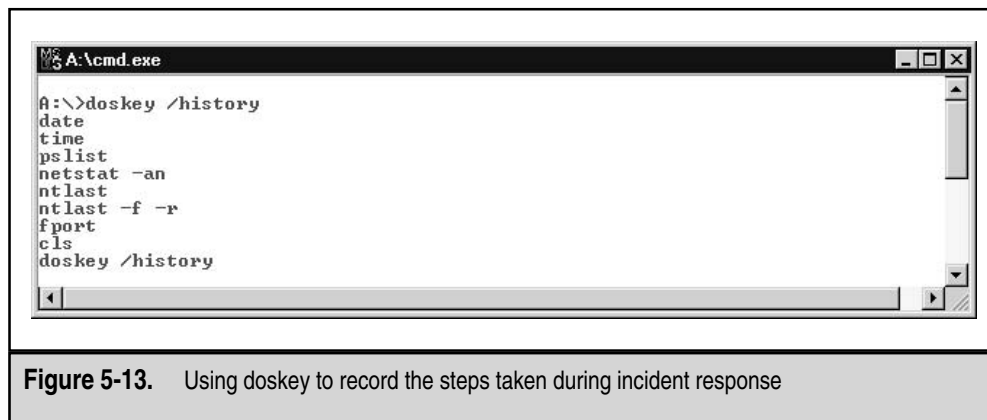 A:\cmd.exe
A:\>doskey /history
date
time
pslist
netstat -an
ntlast
ntlast -f -r
fport
cls
doskey /history
Figure 5-13. Using doskey to record the steps taken during incident response